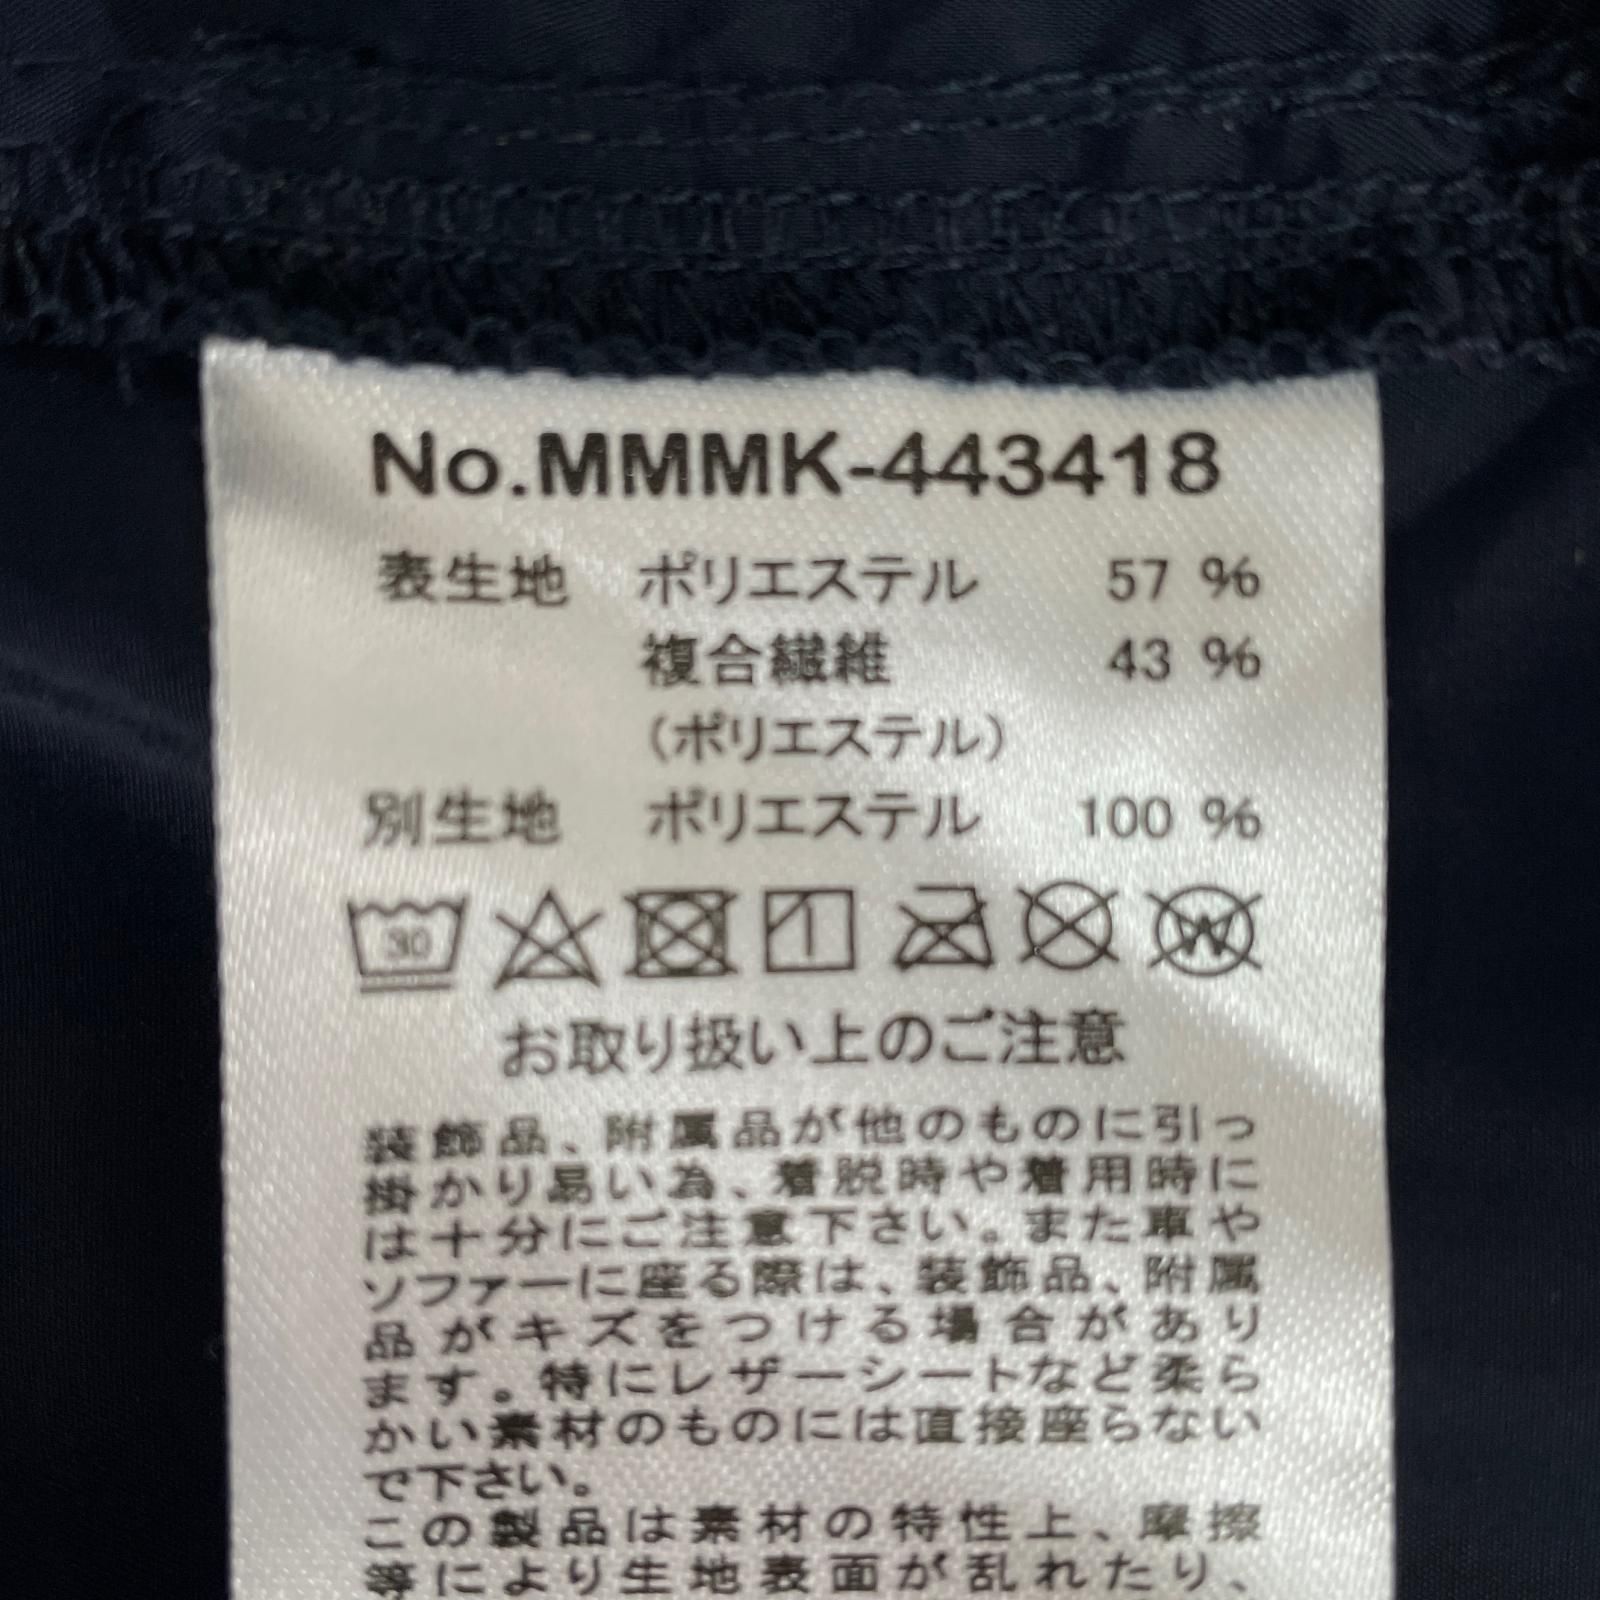 No.MMMK-443418
表生地 ポリエステル 57 %
複合繊維 43 %
(ポリエステル)
別生地 ポリエステル 100 %
30
W
お取り扱い上のご注意
装飾品、附属品が他のものに引っ
掛かり易い為、着脱時や着用時に
は十分にご注意下さい。また車や
ソファーに座る際は、装飾品、附属
品がキズをつける場合があり
ます。特にレザーシートなど柔ら
かい素材のものには直接座らない
で下さい。
この製品は素材の特性上、摩擦
等により生地表面が乱れたり、